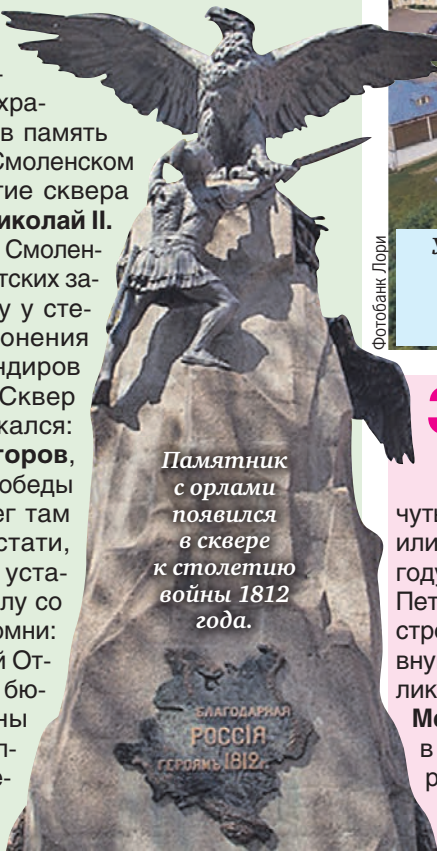 хра-
в память
Смоленском
тие сквера
иколай II.
Смолен-
тских за-
у у сте-
онения
ндиров
Сквер
жался:
торов,
обеды
ег там
стати,
уста-
лу со
омни:
й От-
бю-
ны
Памятник
с орлами
появился
в сквере
к столетию
войны 1812
года.
БЛАГОДАРНАЯ
РОССІЯ
ГЕРОЯМЪ 1812 г.
Фотобанк Лори
У
З
чуть
или
году
Пет
стро
вну
лик
Мо
в
р